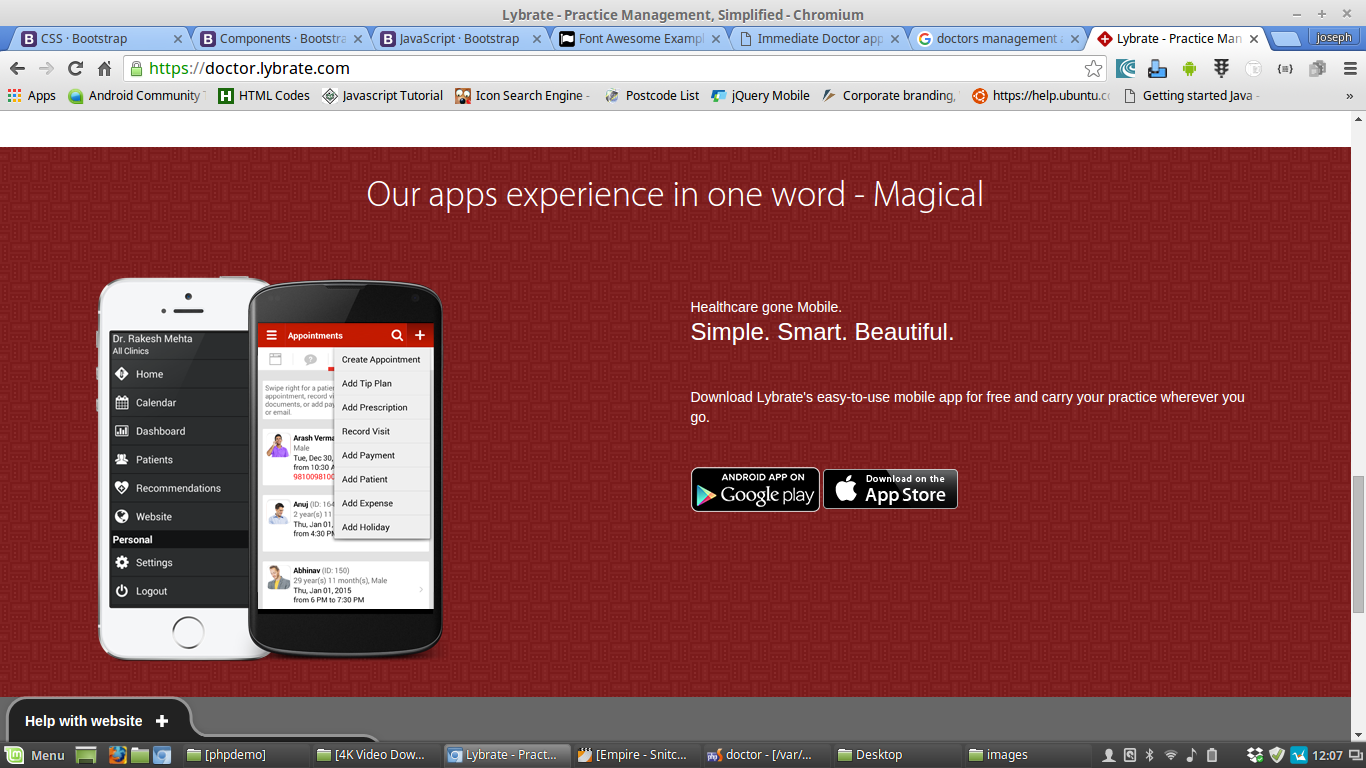 Lybrate - Practice Management, Simplified - Chromium
CSS · Bootstrap
Components · Bootstra
JavaScript · Bootstrap
Font Awesome Exampl
Immediate Doctor app
doctors management a
Lybrate - Practice Man
joseph
https://doctor.lybrate.com
Apps
Android Community
HTML Codes
Javascript Tutorial
Icon Search Engine -
Postcode List
jQuery Mobile
Corporate branding,
https://help.ubuntu.c
Getting started Java -
»
Our apps experience in one word - Magical
Dr. Rakesh Mehta
All Clinics
Home
Calendar
Dashboard
Patients
Recommendations
Website
Personal
Settings
Logout
Appointments
Create Appointment
Add Tip Plan
Add Prescription
Record Visit
Add Payment
Add Patient
Add Expense
Add Holiday
Swipe right for a patie
appointment, record vi
documents, or add pay
or email.
Arash Verma
Male
Tue, Dec 30,
from 10:30 A
9810098100
Anuj (ID: 164
2 year(s) 11
Thu, Jan 01,
from 4:30 PM
Abhinav (ID: 150)
29 year(s) 11 month(s), Male
Thu, Jan 01, 2015
from 6 PM to 7:30 PM
Healthcare gone Mobile.
Simple. Smart. Beautiful.
Download Lybrate's easy-to-use mobile app for free and carry your practice wherever you
go.
ANDROID APP ON
Google play
Download on the
App Store
Help with website
Menu
[phpdemo]
[4K Video Dow...
Lybrate - Pract...
[Empire - Snitc...
doctor - [/var/...
Desktop
images
12:07